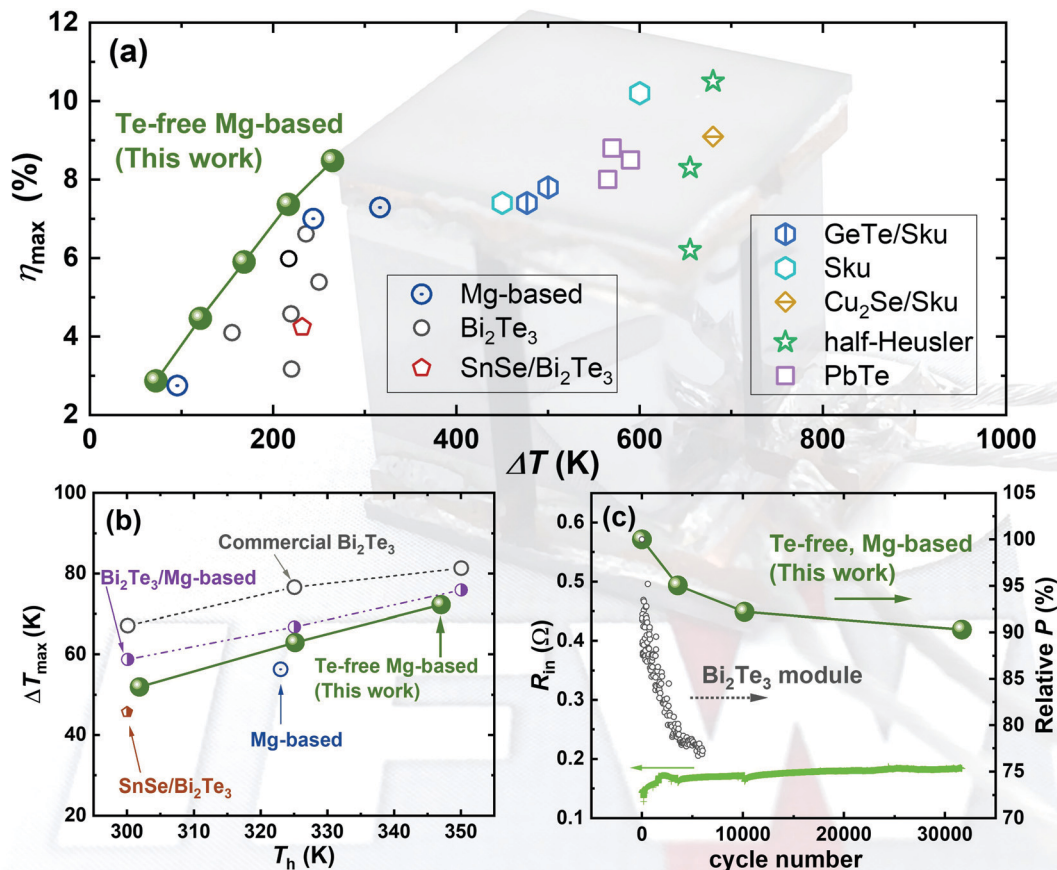 (a)
12
10
8
6
4
2
η_max (%)
0
200
400
600
800
1000
ΔT (K)
Te-free Mg-based
(This work)
Mg-based
Bi₂Te₃
SnSe/Bi₂Te₃
GeTe/Sku
Sku
Cu₂Se/Sku
half-Heusler
PbTe
(b)
100
80
60
40
20
ΔT_max (K)
300
310
320
330
340
350
T_h (K)
Commercial Bi₂Te₃
Bi₂Te₃/Mg-based
Te-free Mg-based
(This work)
Mg-based
SnSe/Bi₂Te₃
(c)
0.6
0.5
0.4
0.3
0.2
0.1
R_in (Ω)
0
10000
20000
30000
cycle number
105
100
95
90
85
80
75
70
Relative P (%)
Te-free, Mg-based
(This work)
Bi₂Te₃ module